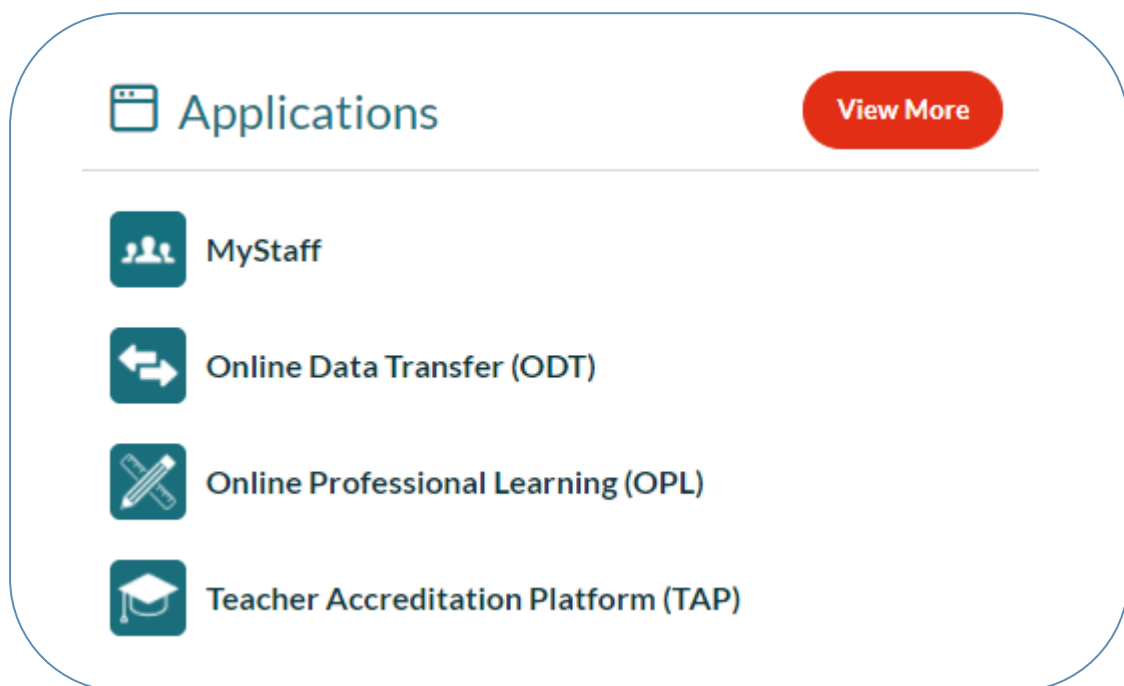 Applications
View More
MyStaff
Online Data Transfer (ODT)
Online Professional Learning (OPL)
Teacher Accreditation Platform (TAP)